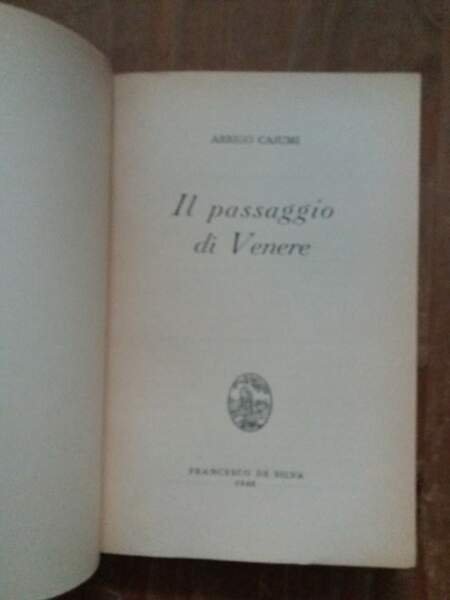 ARRIGO CAJUMI
Il passaggio
di Venere
FRANCESCO DE SILVA